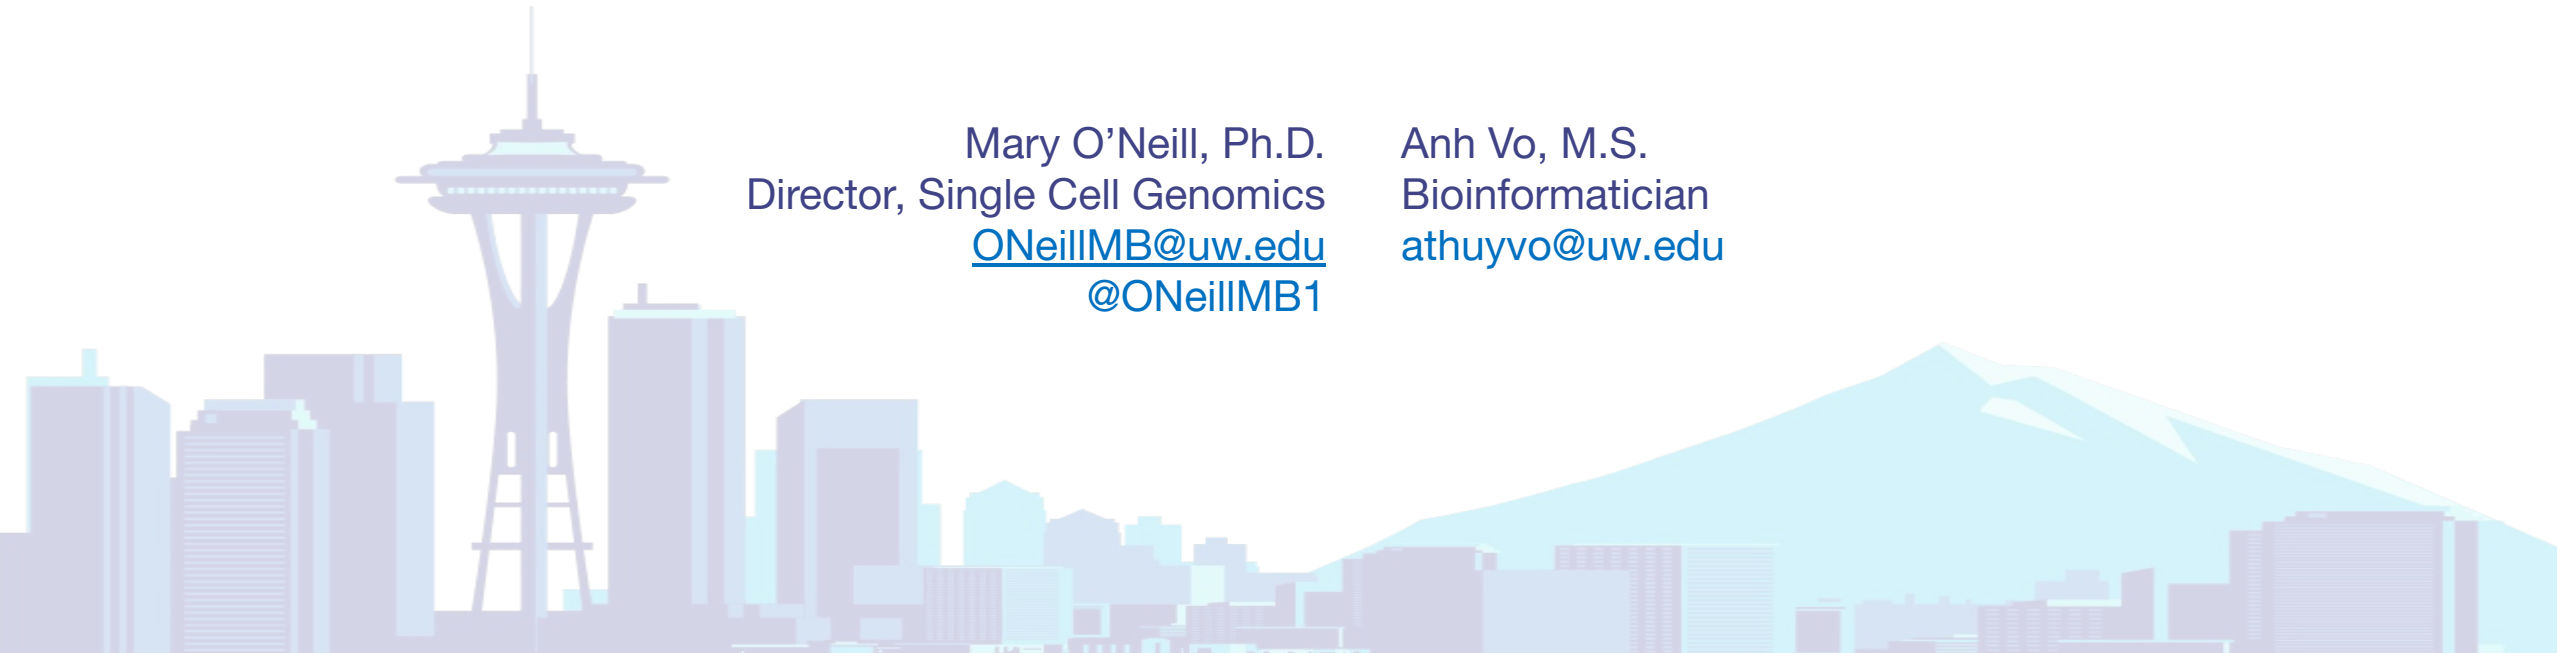 Mary O’Neill, Ph.D.
Director, Single Cell Genomics
ONeillMB@uw.edu
@ONeillMB1
Anh Vo, M.S.
Bioinformatician
athuyvo@uw.edu